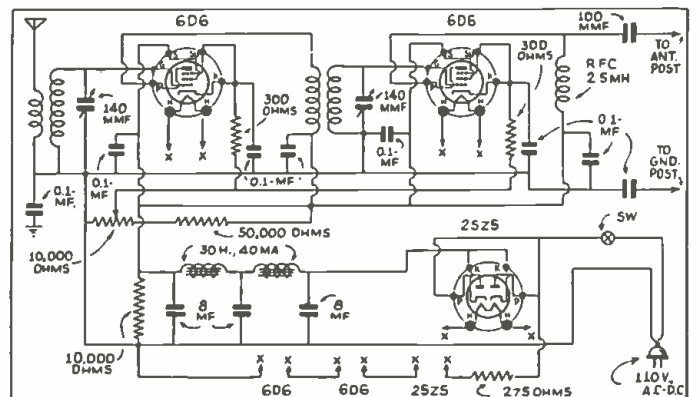 6D6
6D6
100
MMF
TO
ANT.
POST
300
OHMS
RFC
2.5MH
140
MMF
300
OHMS
140
MMF
0.1-
MF
0.1-
MF
0.1-
MF
0.1-MF
0.1-
MF.
TO
GND.
POST
10,000
OHMS
50,000 OHMS
30 H., 40 MA
25Z5
SW
8
MF
8
MF
10,000
OHMS
X X X X X X
6D6 6D6 25Z5
275 OHMS
110V.,
A.C-D.C